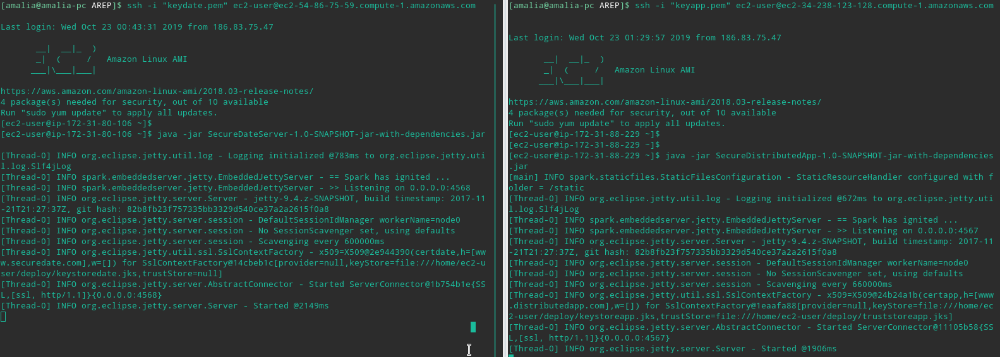 [amalia@amalia-pc AREP]$ ssh -i "keydate.pem" ec2-user@ec2-54-86-75-59.compute-1.amazonaws.com
Last login: Wed Oct 23 00:43:31 2019 from 186.83.75.47
       __|  __|_  )
       _|  (     /   Amazon Linux AMI
      ___|\___|___|
https://aws.amazon.com/amazon-linux-ami/2018.03-release-notes/
4 package(s) needed for security, out of 10 available
Run "sudo yum update" to apply all updates.
[ec2-user@ip-172-31-80-106 ~]$
[ec2-user@ip-172-31-80-106 ~]$ java -jar SecureDateServer-1.0-SNAPSHOT-jar-with-dependencies.jar
[Thread-0] INFO org.eclipse.jetty.util.log - Logging initialized @783ms to org.eclipse.jetty.uti
l.log.Slf4jLog
[Thread-0] INFO spark.embeddedserver.jetty.EmbeddedJettyServer - == Spark has ignited ...
[Thread-0] INFO spark.embeddedserver.jetty.EmbeddedJettyServer - >> Listening on 0.0.0.0:4568
[Thread-0] INFO org.eclipse.jetty.server.Server - jetty-9.4.z-SNAPSHOT, build timestamp: 2017-11
-21T21:27:37Z, git hash: 82b8fb23f757335bb3329d540ce37a2a2615f0a8
[Thread-0] INFO org.eclipse.jetty.server.session - DefaultSessionIdManager workerName=node0
[Thread-0] INFO org.eclipse.jetty.server.session - No SessionScavenger set, using defaults
[Thread-0] INFO org.eclipse.jetty.server.session - Scavenging every 600000ms
[Thread-0] INFO org.eclipse.jetty.util.ssl.SslContextFactory - x509=X509@2e944390(certdate,h=[ww
w.securedate.com],w=[]) for SslContextFactory@14cbeb1c[provider=null,keyStore=file:///home/ec2-u
ser/deploy/keystoredate.jks,trustStore=null]
[Thread-0] INFO org.eclipse.jetty.server.AbstractConnector - Started ServerConnector@1b754b1e{SS
L,[ssl, http/1.1]}{0.0.0.0:4568}
[Thread-0] INFO org.eclipse.jetty.server.Server - Started @2149ms
[amalia@amalia-pc AREP]$ ssh -i "keyapp.pem" ec2-user@ec2-34-238-123-128.compute-1.amazonaws.com
Last login: Wed Oct 23 01:29:57 2019 from 186.83.75.47
       __|  __|_  )
       _|  (     /   Amazon Linux AMI
      ___|\___|___|
https://aws.amazon.com/amazon-linux-ami/2018.03-release-notes/
4 package(s) needed for security, out of 10 available
Run "sudo yum update" to apply all updates.
[ec2-user@ip-172-31-88-229 ~]$
[ec2-user@ip-172-31-88-229 ~]$
[ec2-user@ip-172-31-88-229 ~]$ java -jar SecureDistributedApp-1.0-SNAPSHOT-jar-with-dependencies
.jar
[main] INFO spark.staticfiles.StaticFilesConfiguration - StaticResourceHandler configured with f
older = /static
[Thread-0] INFO org.eclipse.jetty.util.log - Logging initialized @672ms to org.eclipse.jetty.uti
l.log.Slf4jLog
[Thread-0] INFO spark.embeddedserver.jetty.EmbeddedJettyServer - == Spark has ignited ...
[Thread-0] INFO spark.embeddedserver.jetty.EmbeddedJettyServer - >> Listening on 0.0.0.0:4567
[Thread-0] INFO org.eclipse.jetty.server.Server - jetty-9.4.z-SNAPSHOT, build timestamp: 2017-11
-21T21:27:37Z, git hash: 82b8fb23f757335bb3329d540ce37a2a2615f0a8
[Thread-0] INFO org.eclipse.jetty.server.session - DefaultSessionIdManager workerName=node0
[Thread-0] INFO org.eclipse.jetty.server.session - No SessionScavenger set, using defaults
[Thread-0] INFO org.eclipse.jetty.server.session - Scavenging every 660000ms
[Thread-0] INFO org.eclipse.jetty.util.ssl.SslContextFactory - x509=X509@24b24a1b(certapp,h=[www
.distributedapp.com],w=[]) for SslContextFactory@1eaafa88[provider=null,keyStore=file:///home/ec
2-user/deploy/keystoreapp.jks,trustStore=file:///home/ec2-user/deploy/truststoreapp.jks]
[Thread-0] INFO org.eclipse.jetty.server.AbstractConnector - Started ServerConnector@11105b58{SS
L,[ssl, http/1.1]}{0.0.0.0:4567}
[Thread-0] INFO org.eclipse.jetty.server.Server - Started @1906ms